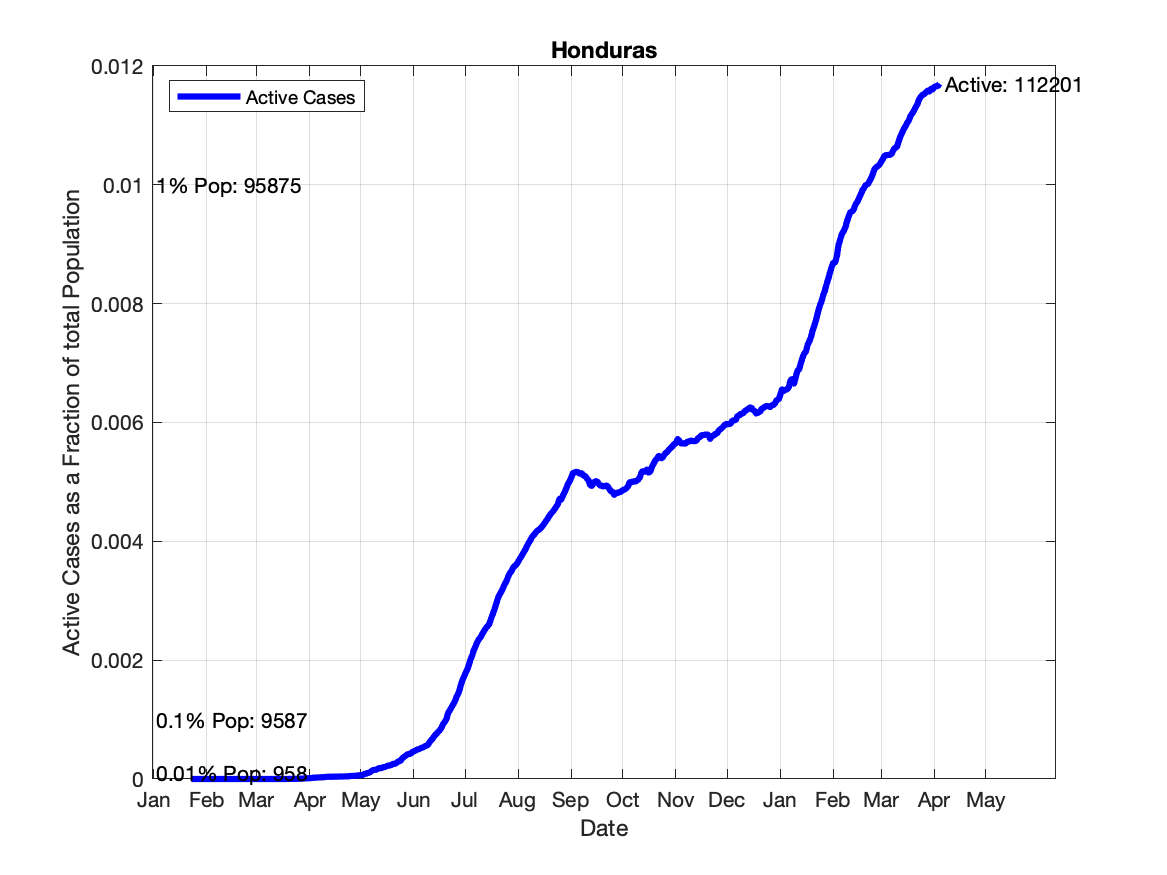 Honduras
0.012
Active Cases
Active: 112201
0.01
1% Pop: 95875
0.008
0.006
0.004
0.002
0.1% Pop: 9587
0.01% Pop: 958
0
Active Cases as a Fraction of total Population
Jan Feb Mar Apr May Jun Jul Aug Sep Oct Nov Dec Jan Feb Mar Apr May
Date